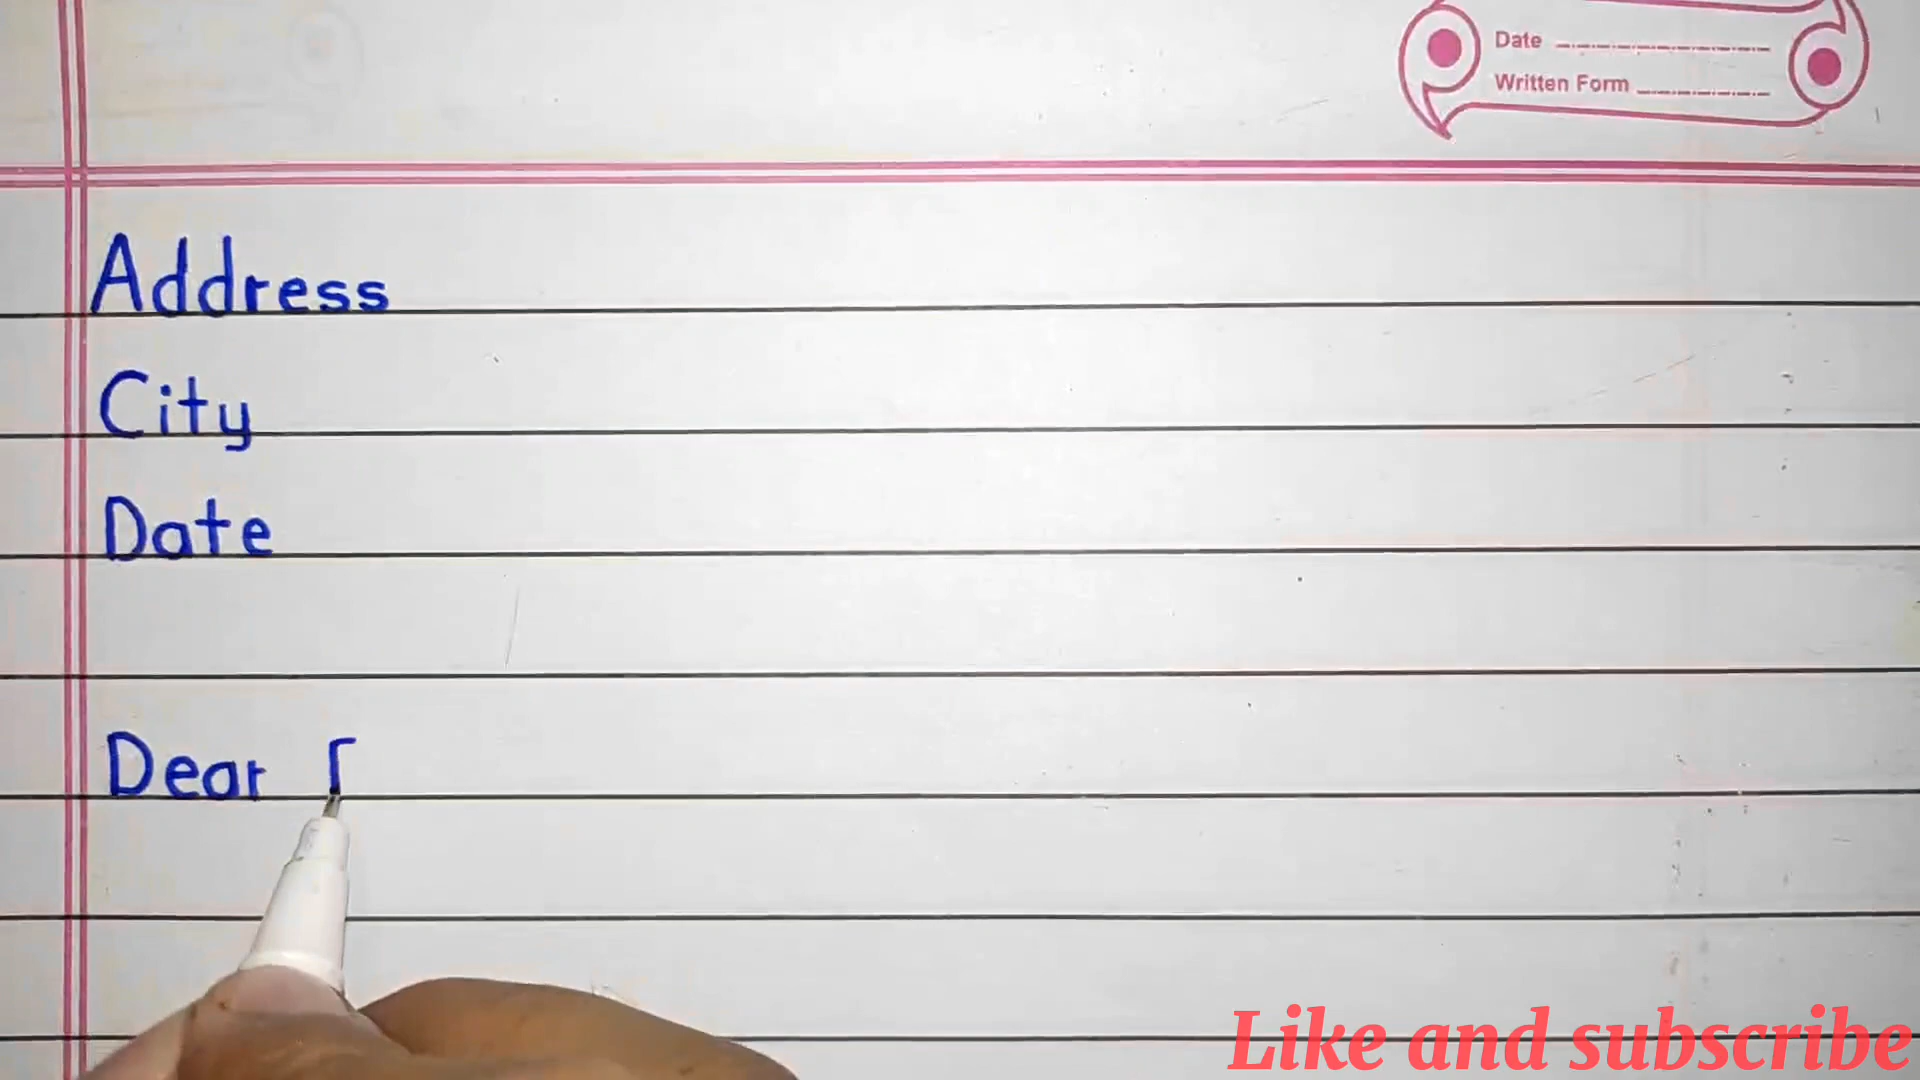 Date
Written Form
Address
City
Date
Dear [
Like and subscribe